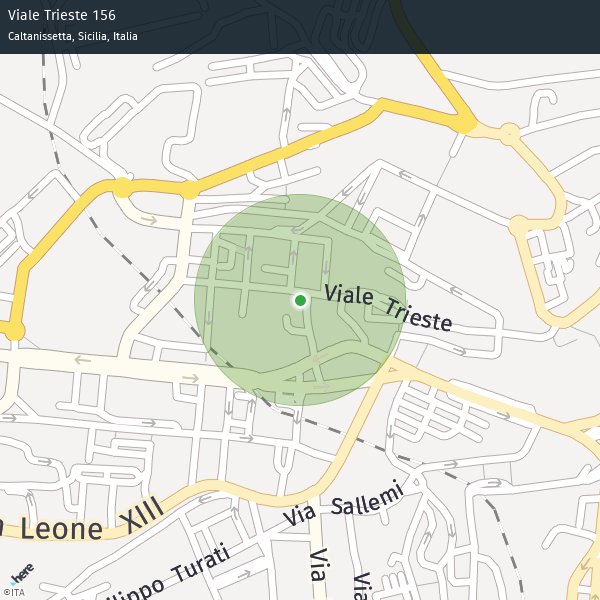 Viale Trieste 156
Caltanissetta, Sicilia, Italia
Viale Trieste
Leone XIII
Via Sallemi
Filippo Turati
Via
Via
here
©ITA